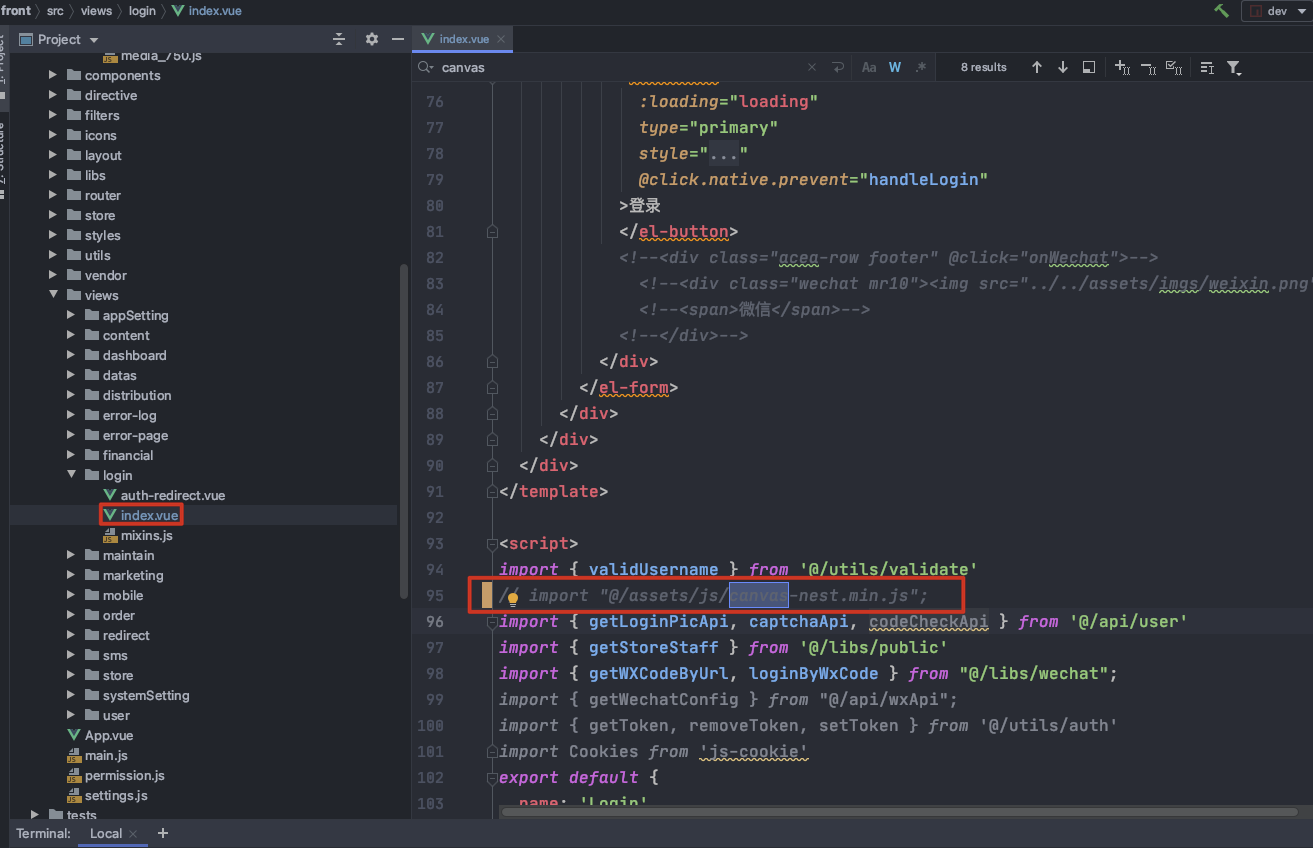 front › src › views › login › index.vue
dev
Project
index.vue
canvas
Aa W .* 8 results
media_750.js
components
directive
filters
icons
layout
libs
router
store
styles
utils
vendor
views
appSetting
content
dashboard
datas
distribution
error-log
error-page
financial
login
auth-redirect.vue
index.vue
mixins.js
maintain
marketing
mobile
order
redirect
sms
store
systemSetting
user
App.vue
main.js
permission.js
settings.js
tests
76 :loading="loading"
77 type="primary"
78 style="..."
79 @click.native.prevent="handleLogin"
80 >登录
81 </el-button>
82 <!--<div class="acea-row footer" @click="onWechat">-->
83 <!--<div class="wechat mr10"><img src="../../assets/imgs/weixin.png"
84 <!--<span>微信</span>-->
85 <!--</div>-->
86 </div>
87 </el-form>
88 </div>
89 </div>
90 </div>
91 </template>
92
93 <script>
94 import { validUsername } from '@/utils/validate'
95 // import "@/assets/js/canvas-nest.min.js";
96 import { getLoginPicApi, captchaApi, codeCheckApi } from '@/api/user'
97 import { getStoreStaff } from '@/libs/public'
98 import { getWXCodeByUrl, loginByWxCode } from "@/libs/wechat";
99 import { getWechatConfig } from "@/api/wxApi";
100 import { getToken, removeToken, setToken } from '@/utils/auth'
101 import Cookies from 'js-cookie'
102 export default {
103 name: 'Login'
Terminal: Local × +